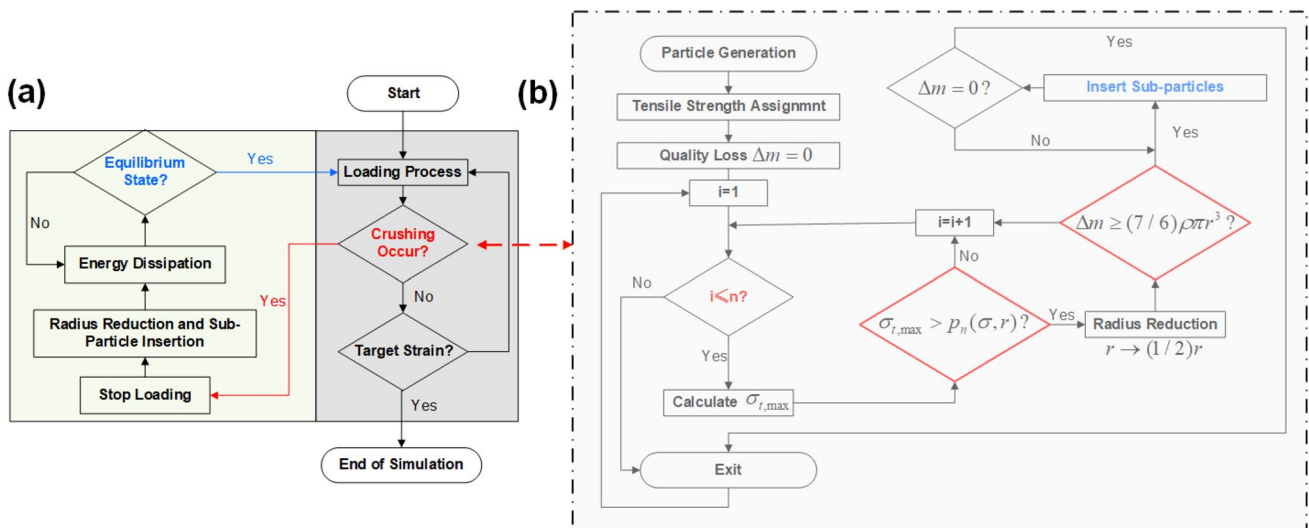 (a)
Start
Equilibrium
State?
Yes
No
Loading Process
Crushing
Occur?
Energy Dissipation
Yes
No
Radius Reduction and Sub-
Particle Insertion
Target Strain?
Stop Loading
Yes
End of Simulation
(b)
Particle Generation
Tensile Strength Assignmnt
Quality Loss Δm = 0
i=1
i≤n?
No
Yes
Calculate σt,max
Exit
Yes
Δm = 0 ?
Insert Sub-particles
No
Yes
i=i+1
Δm ≥ (7 / 6) ρπr³ ?
No
σt,max > pn(σ, r) ?
Yes
Radius Reduction
r → (1 / 2)r